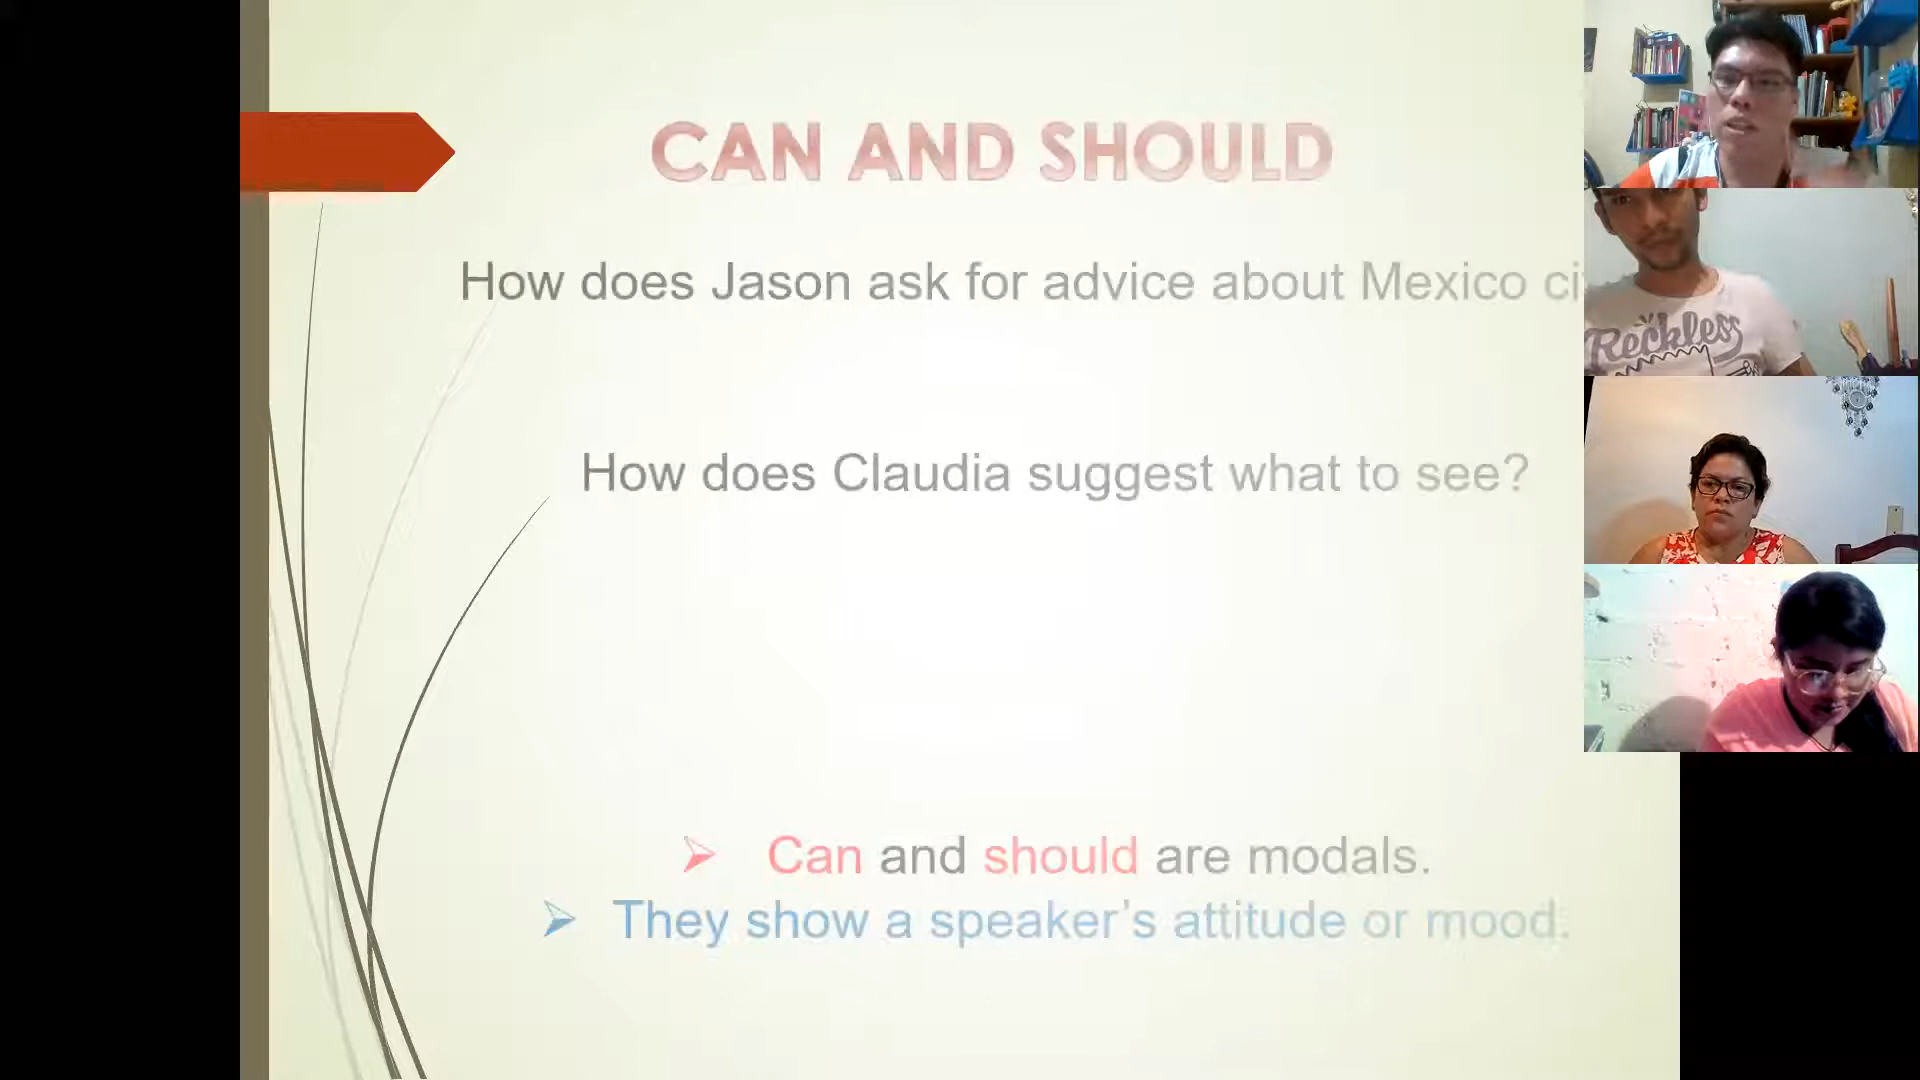 CAN AND SHOULD
How does Jason ask for advice about Mexico
How does Claudia suggest what to see?
Can and should are modals.
They show a speaker's attitude or mood.
Reckless